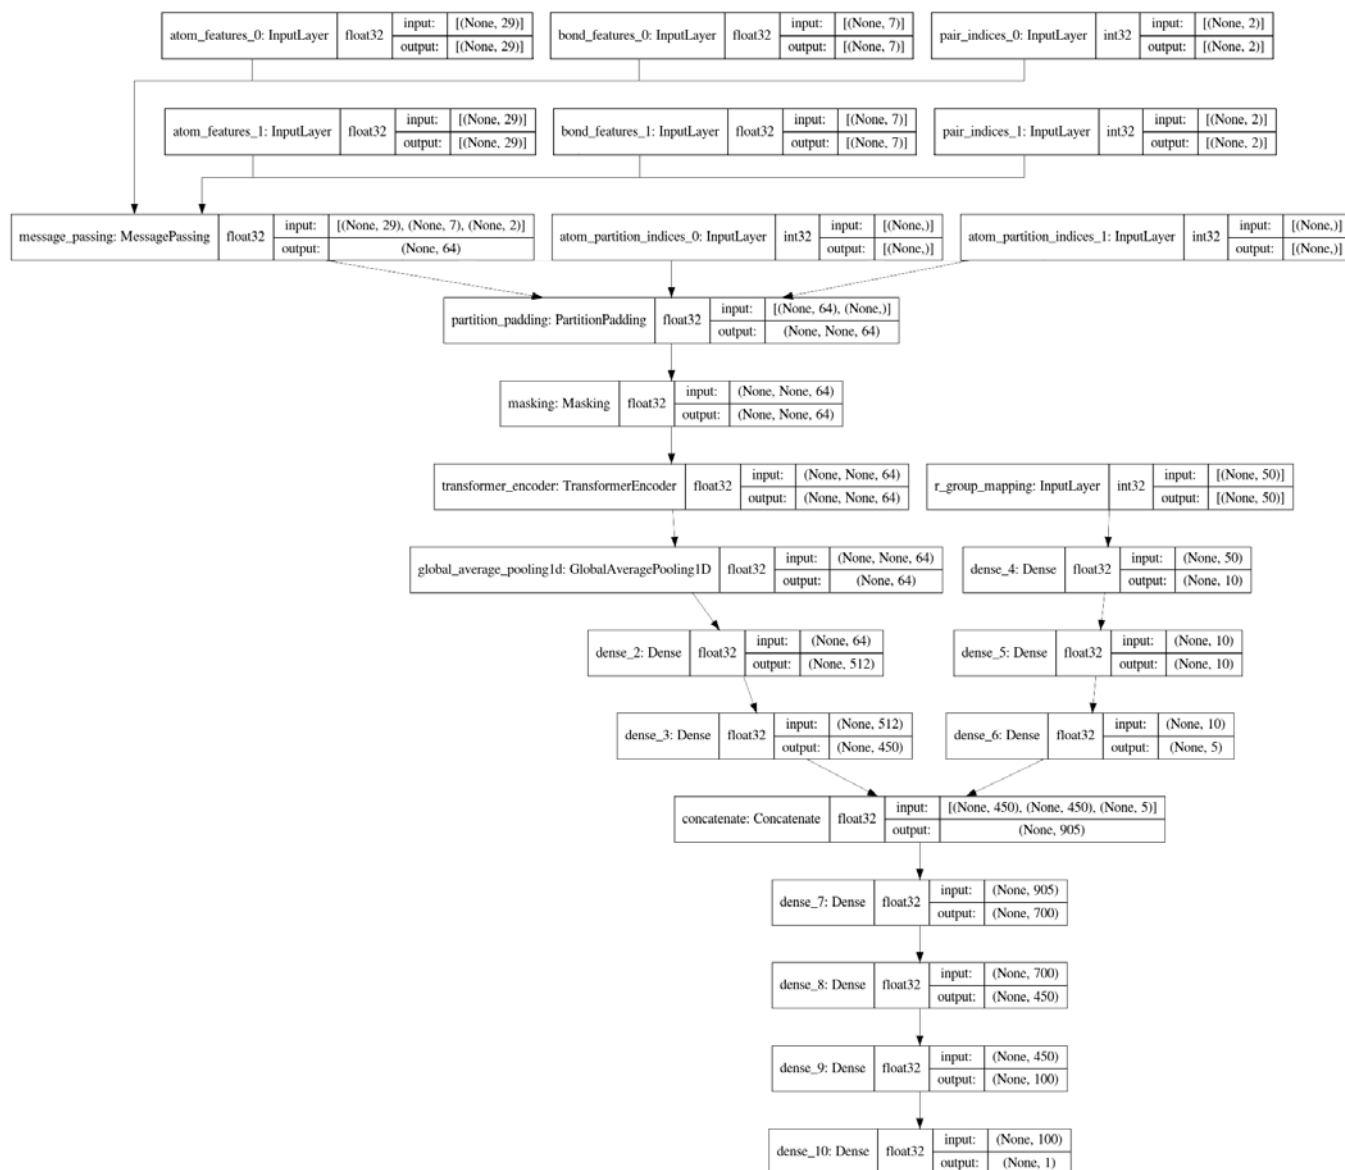 atom_features_0: InputLayer float32 input: [(None, 29)] output: [(None, 29)]
bond_features_0: InputLayer float32 input: [(None, 7)] output: [(None, 7)]
pair_indices_0: InputLayer int32 input: [(None, 2)] output: [(None, 2)]
atom_features_1: InputLayer float32 input: [(None, 29)] output: [(None, 29)]
bond_features_1: InputLayer float32 input: [(None, 7)] output: [(None, 7)]
pair_indices_1: InputLayer int32 input: [(None, 2)] output: [(None, 2)]
message_passing: MessagePassing float32 input: [(None, 29), (None, 7), (None, 2)] output: (None, 64)
atom_partition_indices_0: InputLayer int32 input: [(None,)] output: [(None,)]
atom_partition_indices_1: InputLayer int32 input: [(None,)] output: [(None,)]
partition_padding: PartitionPadding float32 input: [(None, 64), (None,)] output: (None, None, 64)
masking: Masking float32 input: (None, None, 64) output: (None, None, 64)
transformer_encoder: TransformerEncoder float32 input: (None, None, 64) output: (None, None, 64)
r_group_mapping: InputLayer int32 input: [(None, 50)] output: [(None, 50)]
global_average_pooling1d: GlobalAveragePooling1D float32 input: (None, None, 64) output: (None, 64)
dense_4: Dense float32 input: (None, 50) output: (None, 10)
dense_2: Dense float32 input: (None, 64) output: (None, 512)
dense_5: Dense float32 input: (None, 10) output: (None, 10)
dense_3: Dense float32 input: (None, 512) output: (None, 450)
dense_6: Dense float32 input: (None, 10) output: (None, 5)
concatenate: Concatenate float32 input: [(None, 450), (None, 450), (None, 5)] output: (None, 905)
dense_7: Dense float32 input: (None, 905) output: (None, 700)
dense_8: Dense float32 input: (None, 700) output: (None, 450)
dense_9: Dense float32 input: (None, 450) output: (None, 100)
dense_10: Dense float32 input: (None, 100) output: (None, 1)